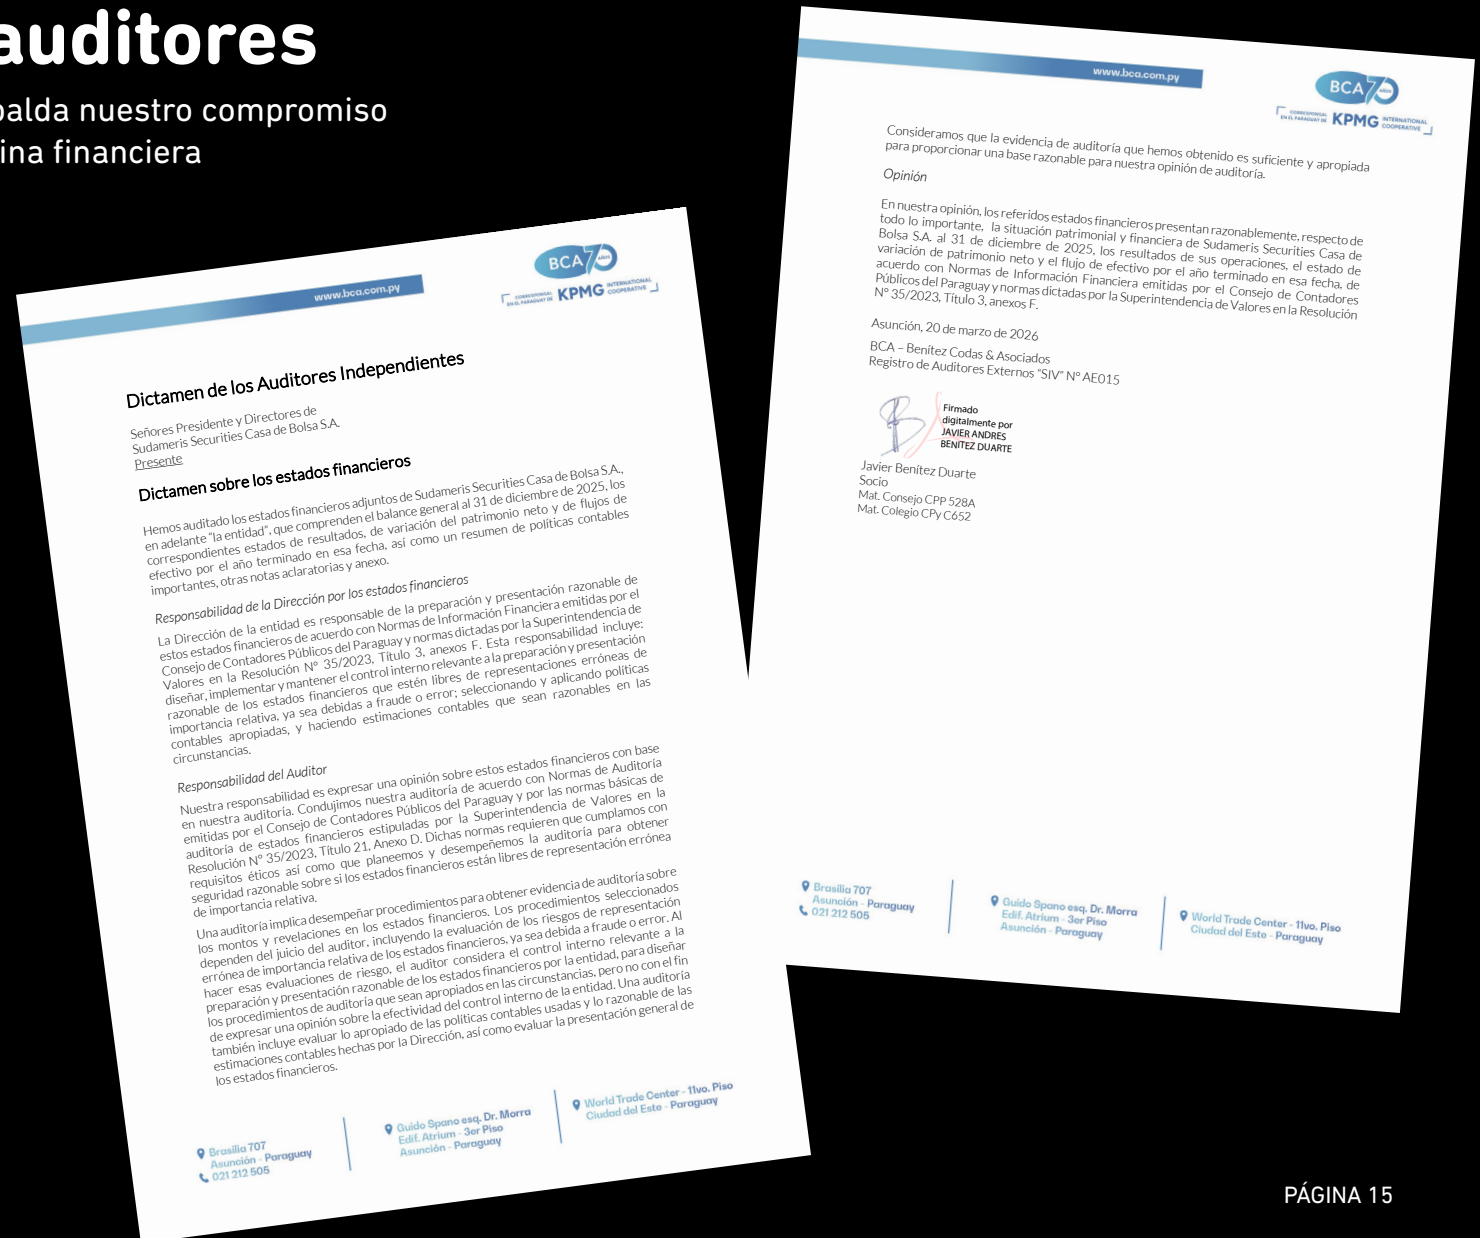 auditores
palda nuestro compromiso
ina financiera
www.bca.com.py
BCA 70 años
CORRESPONSAL
EN EL PARAGUAY DE KPMG INTERNATIONAL
COOPERATIVE
Dictamen de los Auditores Independientes
Señores Presidente y Directores de
Sudameris Securities Casa de Bolsa S.A.
Presente
Dictamen sobre los estados financieros
Hemos auditado los estados financieros adjuntos de Sudameris Securities Casa de Bolsa S.A.,
en adelante “la entidad”, que comprenden el balance general al 31 de diciembre de 2025, los
correspondientes estados de resultados, de variación del patrimonio neto y de flujos de
efectivo por el año terminado en esa fecha, así como un resumen de políticas contables
importantes, otras notas aclaratorias y anexo.
Responsabilidad de la Dirección por los estados financieros
La Dirección de la entidad es responsable de la preparación y presentación razonable de
estos estados financieros de acuerdo con Normas de Información Financiera emitidas por el
Consejo de Contadores Públicos del Paraguay y normas dictadas por la Superintendencia de
Valores en la Resolución N° 35/2023, Título 3, anexos F. Esta responsabilidad incluye:
diseñar, implementar y mantener el control interno relevante a la preparación y presentación
razonable de los estados financieros que estén libres de representaciones erróneas de
importancia relativa, ya sea debidas a fraude o error; seleccionando y aplicando políticas
contables apropiadas, y haciendo estimaciones contables que sean razonables en las
circunstancias.
Responsabilidad del Auditor
Nuestra responsabilidad es expresar una opinión sobre estos estados financieros con base
en nuestra auditoría. Condujimos nuestra auditoría de acuerdo con Normas de Auditoría
emitidas por el Consejo de Contadores Públicos del Paraguay y por las normas básicas de
auditoría de estados financieros estipuladas por la Superintendencia de Valores en la
Resolución N° 35/2023, Título 21, Anexo D. Dichas normas requieren que cumplamos con
requisitos éticos así como que planeemos y desempeñemos la auditoría para obtener
seguridad razonable sobre si los estados financieros están libres de representación errónea
de importancia relativa.
Una auditoría implica desempeñar procedimientos para obtener evidencia de auditoría sobre
los montos y revelaciones en los estados financieros. Los procedimientos seleccionados
dependen del juicio del auditor, incluyendo la evaluación de los riesgos de representación
errónea de importancia relativa de los estados financieros, ya sea debida a fraude o error. Al
hacer esas evaluaciones de riesgo, el auditor considera el control interno relevante a la
preparación y presentación razonable de los estados financieros por la entidad, para diseñar
los procedimientos de auditoría que sean apropiados en las circunstancias, pero no con el fin
de expresar una opinión sobre la efectividad del control interno de la entidad. Una auditoría
también incluye evaluar lo apropiado de las políticas contables usadas y lo razonable de las
estimaciones contables hechas por la Dirección, así como evaluar la presentación general de
los estados financieros.
Brasilia 707
Asunción - Paraguay
021 212 505
Guido Spano esq. Dr. Morra
Edif. Atrium - 3er Piso
Asunción - Paraguay
World Trade Center - 11vo. Piso
Ciudad del Este - Paraguay
www.bca.com.py
BCA 70 años
CORRESPONSAL
EN EL PARAGUAY DE KPMG INTERNATIONAL
COOPERATIVE
Consideramos que la evidencia de auditoría que hemos obtenido es suficiente y apropiada
para proporcionar una base razonable para nuestra opinión de auditoría.
Opinión
En nuestra opinión, los referidos estados financieros presentan razonablemente, respecto de
todo lo importante, la situación patrimonial y financiera de Sudameris Securities Casa de
Bolsa S.A. al 31 de diciembre de 2025, los resultados de sus operaciones, el estado de
variación de patrimonio neto y el flujo de efectivo por el año terminado en esa fecha, de
acuerdo con Normas de Información Financiera emitidas por el Consejo de Contadores
Públicos del Paraguay y normas dictadas por la Superintendencia de Valores en la Resolución
N° 35/2023, Título 3, anexos F.
Asunción, 20 de marzo de 2026
BCA – Benítez Codas & Asociados
Registro de Auditores Externos “SIV” N° AE015
Firmado
digitalmente por
JAVIER ANDRES
BENITEZ DUARTE
Javier Benítez Duarte
Socio
Mat. Consejo CPP 528A
Mat. Colegio CPy C652
Brasilia 707
Asunción - Paraguay
021 212 505
Guido Spano esq. Dr. Morra
Edif. Atrium - 3er Piso
Asunción - Paraguay
World Trade Center - 11vo. Piso
Ciudad del Este - Paraguay
PÁGINA 15